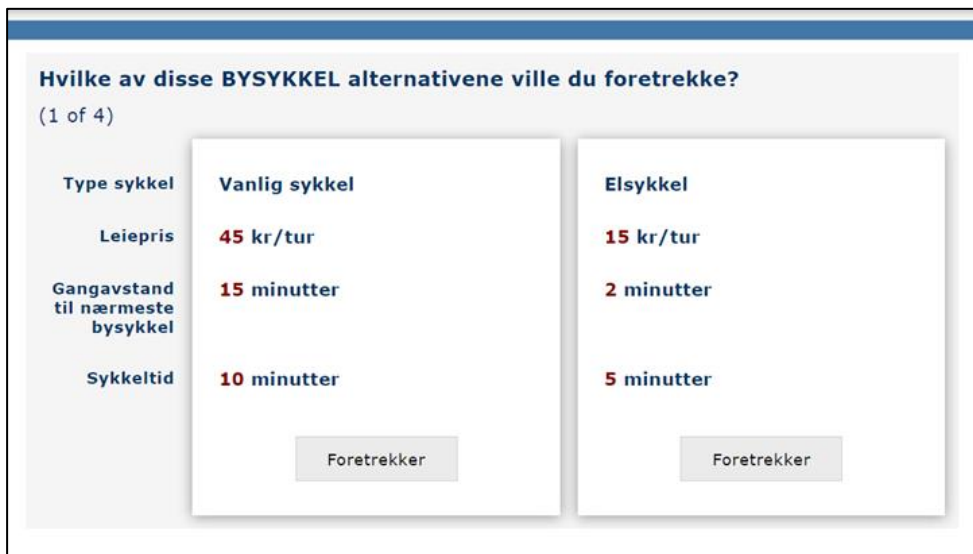 Hvilke av disse BYSYKKEL alternativene ville du foretrekke?
(1 of 4)
Type sykkel Vanlig sykkel Elsykkel
Leiepris 45 kr/tur 15 kr/tur
Gangavstand 15 minutter 2 minutter
til nærmeste
bysykkel
Sykkeltid 10 minutter 5 minutter
Foretrekker Foretrekker